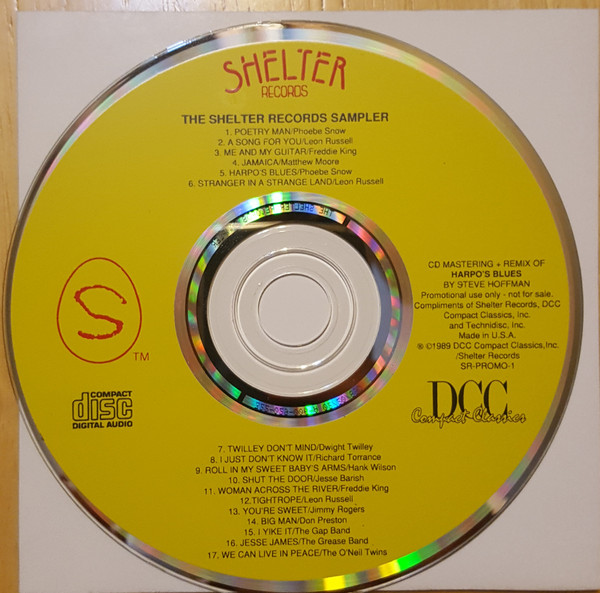 SHELTER
RECORDS
THE SHELTER RECORDS SAMPLER
1. POETRY MAN/Phoebe Snow
2. A SONG FOR YOU/Leon Russell
3. ME AND MY GUITAR/Freddie King
4. JAMAICA/Matthew Moore
5. HARPO'S BLUES/Phoebe Snow
6. STRANGER IN A STRANGE LAND/Leon Russell
CD MASTERING + REMIX OF
HARPO'S BLUES
BY STEVE HOFFMAN
Promotional use only - not for sale.
Compliments of Shelter Records, DCC
Compact Classics, Inc.
and Technidisc, Inc.
Made in U.S.A.
℗ ©1989 DCC Compact Classics,Inc.
/Shelter Records
SR-PROMO-1
S
TM
COMPACT
disc
DIGITAL AUDIO
DCC
Compact Classics
7. TWILLEY DON'T MIND/Dwight Twilley
8. I JUST DON'T KNOW IT/Richard Torrance
9. ROLL IN MY SWEET BABY'S ARMS/Hank Wilson
10. SHUT THE DOOR/Jesse Barish
11. WOMAN ACROSS THE RIVER/Freddie King
12.TIGHTROPE/Leon Russell
13. YOU'RE SWEET/Jimmy Rogers
14. BIG MAN/Don Preston
15. I YIKE IT/The Gap Band
16. JESSE JAMES/The Grease Band
17. WE CAN LIVE IN PEACE/The O'Neil Twins